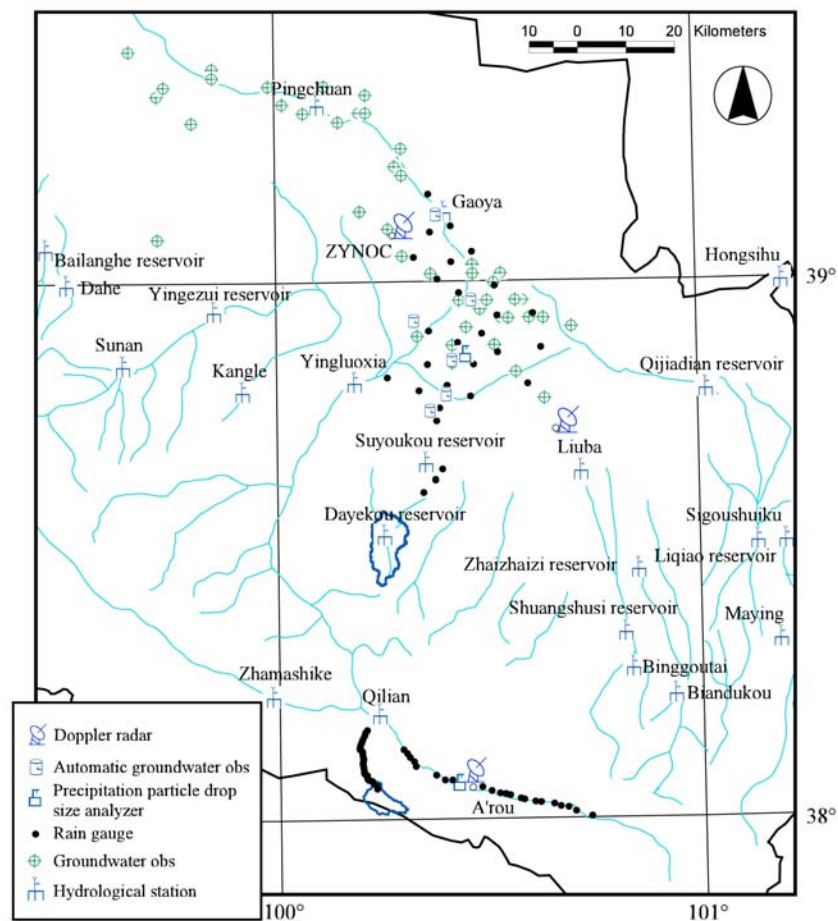 10 0 10 20 Kilometers
Pingchuan
Gaoya
ZYNOC
Hongsihu
Bailanghe reservoir
39°
Dahe
Yingezui reservoir
Sunan
Kangle
Yingluoxia
Qijiadian reservoir
Suyoukou reservoir
Liuba
Dayekou reservoir
Sigoushuiku
Zhaizhaizi reservoir
Liqiao reservoir
Shuangshusi reservoir
Maying
Binggoutai
Zhamashike
Qilian
Biandukou
Doppler radar
Automatic groundwater obs
Precipitation particle drop
size analyzer
Rain gauge
Groundwater obs
Hydrological station
A'rou
38°
100°
101°